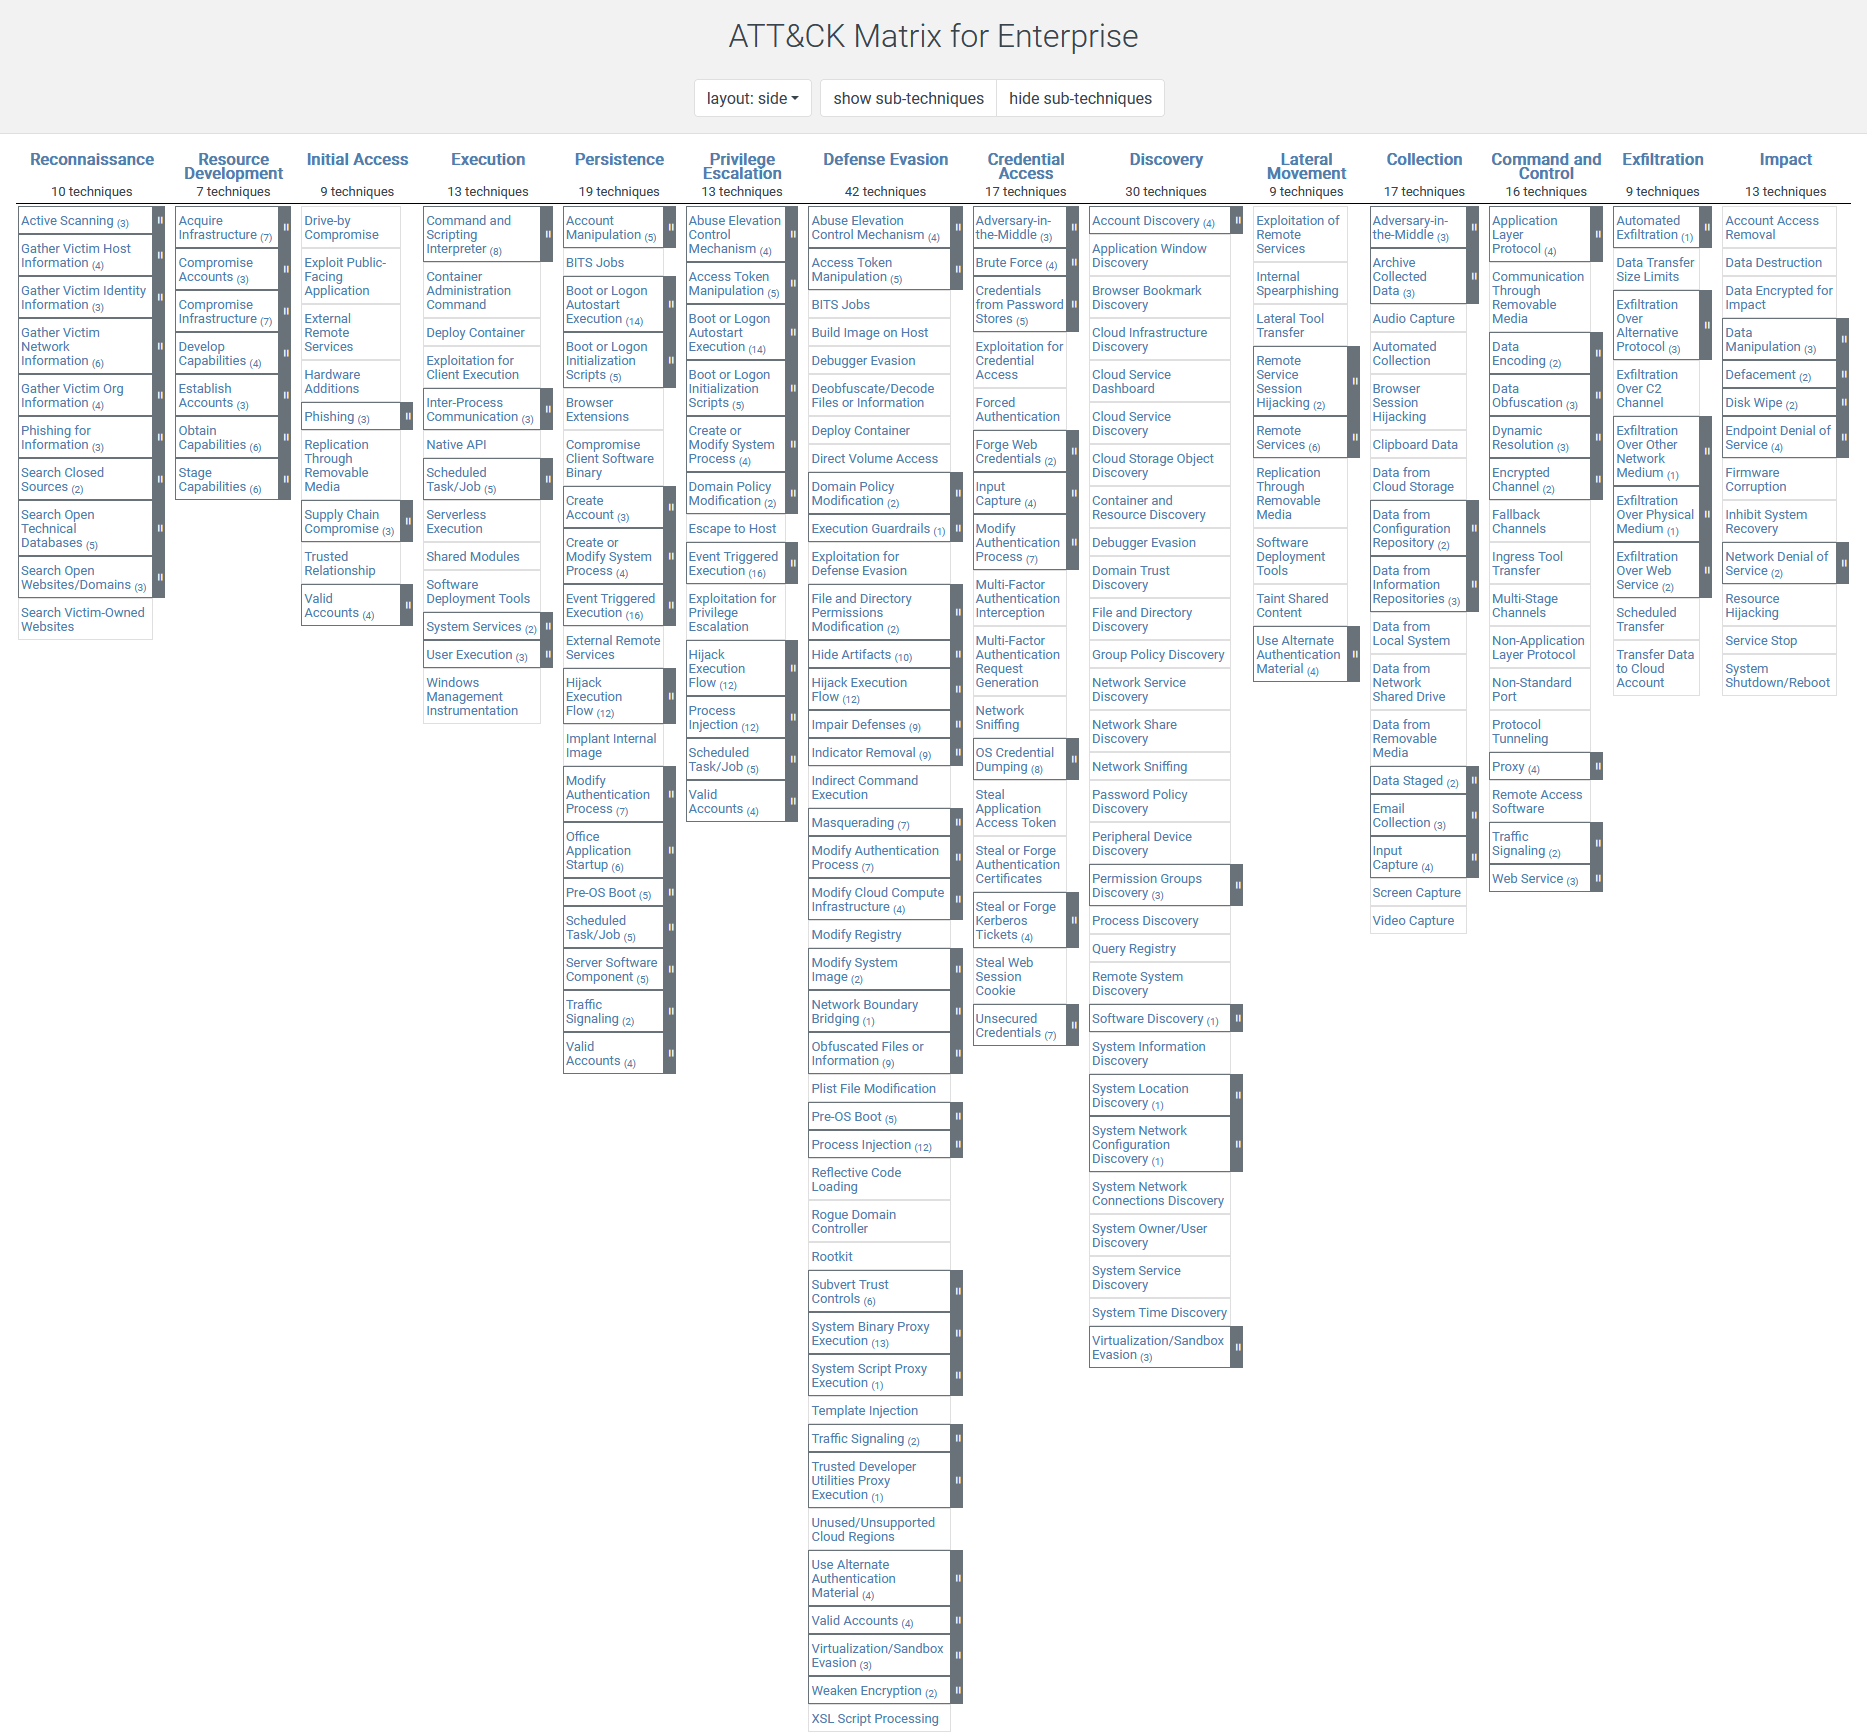 ATT&CK Matrix for Enterprise
layout: side
show sub-techniques
hide sub-techniques
Reconnaissance
10 techniques
Active Scanning (3)
Gather Victim Host
Information (4)
Gather Victim Identity
Information (3)
Gather Victim
Network
Information (6)
Gather Victim Org
Information (4)
Phishing for
Information (3)
Search Closed
Sources (2)
Search Open
Technical
Databases (5)
Search Open
Websites/Domains (3)
Search Victim-Owned
Websites
Resource
Development
7 techniques
Acquire
Infrastructure (7)
Compromise
Accounts (3)
Compromise
Infrastructure (7)
Develop
Capabilities (4)
Establish
Accounts (3)
Obtain
Capabilities (6)
Stage
Capabilities (6)
Initial Access
9 techniques
Drive-by
Compromise
Exploit Public-
Facing
Application
External
Remote
Services
Hardware
Additions
Phishing (3)
Replication
Through
Removable
Media
Supply Chain
Compromise (3)
Trusted
Relationship
Valid
Accounts (4)
Execution
13 techniques
Command and
Scripting
Interpreter (8)
Container
Administration
Command
Deploy Container
Exploitation for
Client Execution
Inter-Process
Communication (3)
Native API
Scheduled
Task/Job (5)
Serverless
Execution
Shared Modules
Software
Deployment Tools
System Services (2)
User Execution (3)
Windows
Management
Instrumentation
Persistence
19 techniques
Account
Manipulation (5)
BITS Jobs
Boot or Logon
Autostart
Execution (14)
Boot or Logon
Initialization
Scripts (5)
Browser
Extensions
Compromise
Client Software
Binary
Create
Account (3)
Create or
Modify System
Process (4)
Event Triggered
Execution (16)
External Remote
Services
Hijack
Execution
Flow (12)
Implant Internal
Image
Modify
Authentication
Process (7)
Office
Application
Startup (6)
Pre-OS Boot (5)
Scheduled
Task/Job (5)
Server Software
Component (5)
Traffic
Signaling (2)
Valid
Accounts (4)
Privilege
Escalation
13 techniques
Abuse Elevation
Control
Mechanism (4)
Access Token
Manipulation (5)
Boot or Logon
Autostart
Execution (14)
Boot or Logon
Initialization
Scripts (5)
Create or
Modify System
Process (4)
Domain Policy
Modification (2)
Escape to Host
Event Triggered
Execution (16)
Exploitation for
Privilege
Escalation
Hijack
Execution
Flow (12)
Process
Injection (12)
Scheduled
Task/Job (5)
Valid
Accounts (4)
Defense Evasion
42 techniques
Abuse Elevation
Control Mechanism (4)
Access Token
Manipulation (5)
BITS Jobs
Build Image on Host
Debugger Evasion
Deobfuscate/Decode
Files or Information
Deploy Container
Direct Volume Access
Domain Policy
Modification (2)
Execution Guardrails (1)
Exploitation for
Defense Evasion
File and Directory
Permissions
Modification (2)
Hide Artifacts (10)
Hijack Execution
Flow (12)
Impair Defenses (9)
Indicator Removal (9)
Indirect Command
Execution
Masquerading (7)
Modify Authentication
Process (7)
Modify Cloud Compute
Infrastructure (4)
Modify Registry
Modify System
Image (2)
Network Boundary
Bridging (1)
Obfuscated Files or
Information (9)
Plist File Modification
Pre-OS Boot (5)
Process Injection (12)
Reflective Code
Loading
Rogue Domain
Controller
Rootkit
Subvert Trust
Controls (6)
System Binary Proxy
Execution (13)
System Script Proxy
Execution (1)
Template Injection
Traffic Signaling (2)
Trusted Developer
Utilities Proxy
Execution (1)
Unused/Unsupported
Cloud Regions
Use Alternate
Authentication
Material (4)
Valid Accounts (4)
Virtualization/Sandbox
Evasion (3)
Weaken Encryption (2)
XSL Script Processing
Credential
Access
17 techniques
Adversary-in-
the-Middle (3)
Brute Force (4)
Credentials
from Password
Stores (5)
Exploitation for
Credential
Access
Forced
Authentication
Forge Web
Credentials (2)
Input
Capture (4)
Modify
Authentication
Process (7)
Multi-Factor
Authentication
Interception
Multi-Factor
Authentication
Request
Generation
Network
Sniffing
OS Credential
Dumping (8)
Steal
Application
Access Token
Steal or Forge
Authentication
Certificates
Steal or Forge
Kerberos
Tickets (4)
Steal Web
Session
Cookie
Unsecured
Credentials (7)
Discovery
30 techniques
Account Discovery (4)
Application Window
Discovery
Browser Bookmark
Discovery
Cloud Infrastructure
Discovery
Cloud Service
Dashboard
Cloud Service
Discovery
Cloud Storage Object
Discovery
Container and
Resource Discovery
Debugger Evasion
Domain Trust
Discovery
File and Directory
Discovery
Group Policy Discovery
Network Service
Discovery
Network Share
Discovery
Network Sniffing
Password Policy
Discovery
Peripheral Device
Discovery
Permission Groups
Discovery (3)
Process Discovery
Query Registry
Remote System
Discovery
Software Discovery (1)
System Information
Discovery
System Location
Discovery (1)
System Network
Configuration
Discovery (1)
System Network
Connections Discovery
System Owner/User
Discovery
System Service
Discovery
System Time Discovery
Virtualization/Sandbox
Evasion (3)
Lateral
Movement
9 techniques
Exploitation of
Remote
Services
Internal
Spearphishing
Lateral Tool
Transfer
Remote
Service
Session
Hijacking (2)
Remote
Services (6)
Replication
Through
Removable
Media
Software
Deployment
Tools
Taint Shared
Content
Use Alternate
Authentication
Material (4)
Collection
17 techniques
Adversary-in-
the-Middle (3)
Archive
Collected
Data (3)
Audio Capture
Automated
Collection
Browser
Session
Hijacking
Clipboard Data
Data from
Cloud Storage
Data from
Configuration
Repository (2)
Data from
Information
Repositories (3)
Data from
Local System
Data from
Network
Shared Drive
Data from
Removable
Media
Data Staged (2)
Email
Collection (3)
Input
Capture (4)
Screen Capture
Video Capture
Command and
Control
16 techniques
Application
Layer
Protocol (4)
Communication
Through
Removable
Media
Data
Encoding (2)
Data
Obfuscation (3)
Dynamic
Resolution (3)
Encrypted
Channel (2)
Fallback
Channels
Ingress Tool
Transfer
Multi-Stage
Channels
Non-Application
Layer Protocol
Non-Standard
Port
Protocol
Tunneling
Proxy (4)
Remote Access
Software
Traffic
Signaling (2)
Web Service (3)
Exfiltration
9 techniques
Automated
Exfiltration (1)
Data Transfer
Size Limits
Exfiltration
Over
Alternative
Protocol (3)
Exfiltration
Over C2
Channel
Exfiltration
Over Other
Network
Medium (1)
Exfiltration
Over Physical
Medium (1)
Exfiltration
Over Web
Service (2)
Scheduled
Transfer
Transfer Data
to Cloud
Account
Impact
13 techniques
Account Access
Removal
Data Destruction
Data Encrypted for
Impact
Data
Manipulation (3)
Defacement (2)
Disk Wipe (2)
Endpoint Denial of
Service (4)
Firmware
Corruption
Inhibit System
Recovery
Network Denial of
Service (2)
Resource
Hijacking
Service Stop
System
Shutdown/Reboot